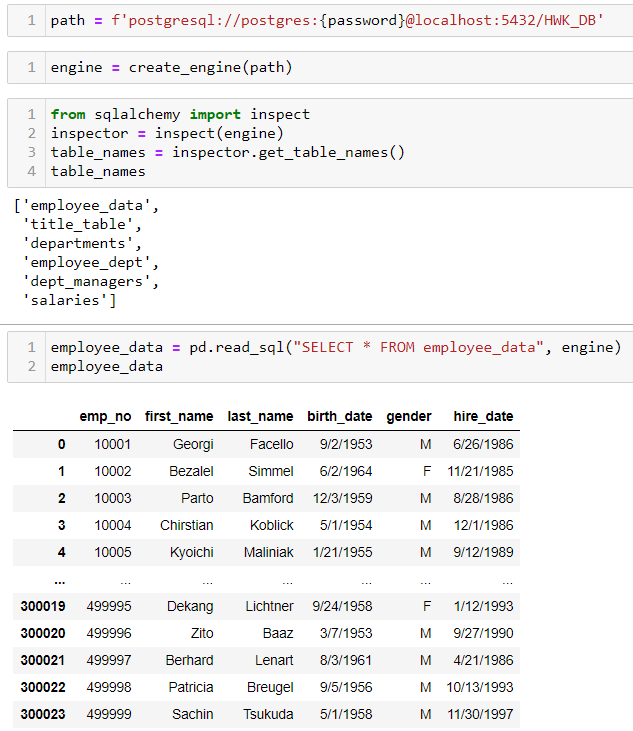 1 path = f'postgresql://postgres:{password}@localhost:5432/HWK_DB'
1 engine = create_engine(path)
1 from sqlalchemy import inspect
2 inspector = inspect(engine)
3 table_names = inspector.get_table_names()
4 table_names
['employee_data',
'title_table',
'departments',
'employee_dept',
'dept_managers',
'salaries']
1 employee_data = pd.read_sql("SELECT * FROM employee_data", engine)
2 employee_data
emp_no first_name last_name birth_date gender hire_date
0 10001 Georgi Facello 9/2/1953 M 6/26/1986
1 10002 Bezalel Simmel 6/2/1964 F 11/21/1985
2 10003 Parto Bamford 12/3/1959 M 8/28/1986
3 10004 Chirstian Koblick 5/1/1954 M 12/1/1986
4 10005 Kyoichi Maliniak 1/21/1955 M 9/12/1989
... ... ... ... ... ... ...
300019 499995 Dekang Lichtner 9/24/1958 F 1/12/1993
300020 499996 Zito Baaz 3/7/1953 M 9/27/1990
300021 499997 Berhard Lenart 8/3/1961 M 4/21/1986
300022 499998 Patricia Breugel 9/5/1956 M 10/13/1993
300023 499999 Sachin Tsukuda 5/1/1958 M 11/30/1997